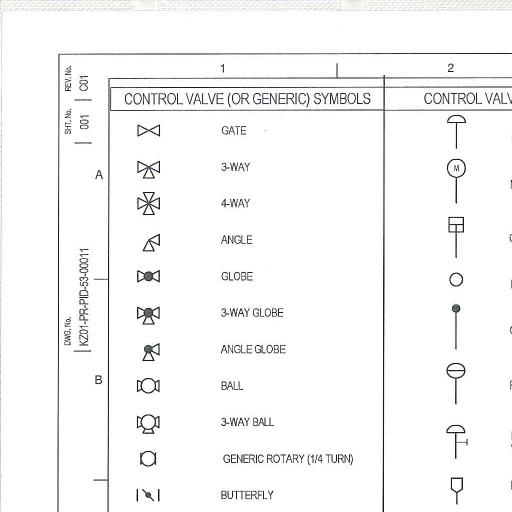 1
2
REV. No.
C01
SHT. No.
001
DWG. No.
KZ01-PR-PID-53-00011
A
B
CONTROL VALVE (OR GENERIC) SYMBOLS
GATE
3-WAY
4-WAY
ANGLE
GLOBE
3-WAY GLOBE
ANGLE GLOBE
BALL
3-WAY BALL
GENERIC ROTARY (1/4 TURN)
BUTTERFLY
CONTROL
M